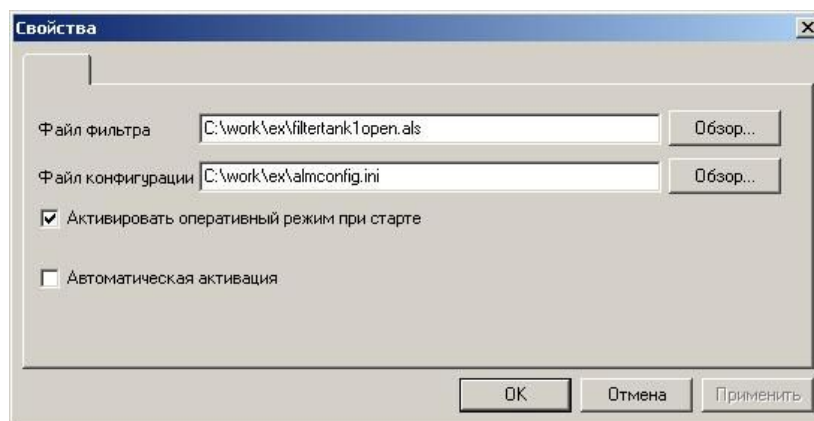 Свойства
Файл фильтра C:\work\ex\filtertank1open.als Обзор...
Файл конфигурации C:\work\ex\almconfig.ini Обзор...
Активировать оперативный режим при старте
Автоматическая активация
OK Отмена Применить